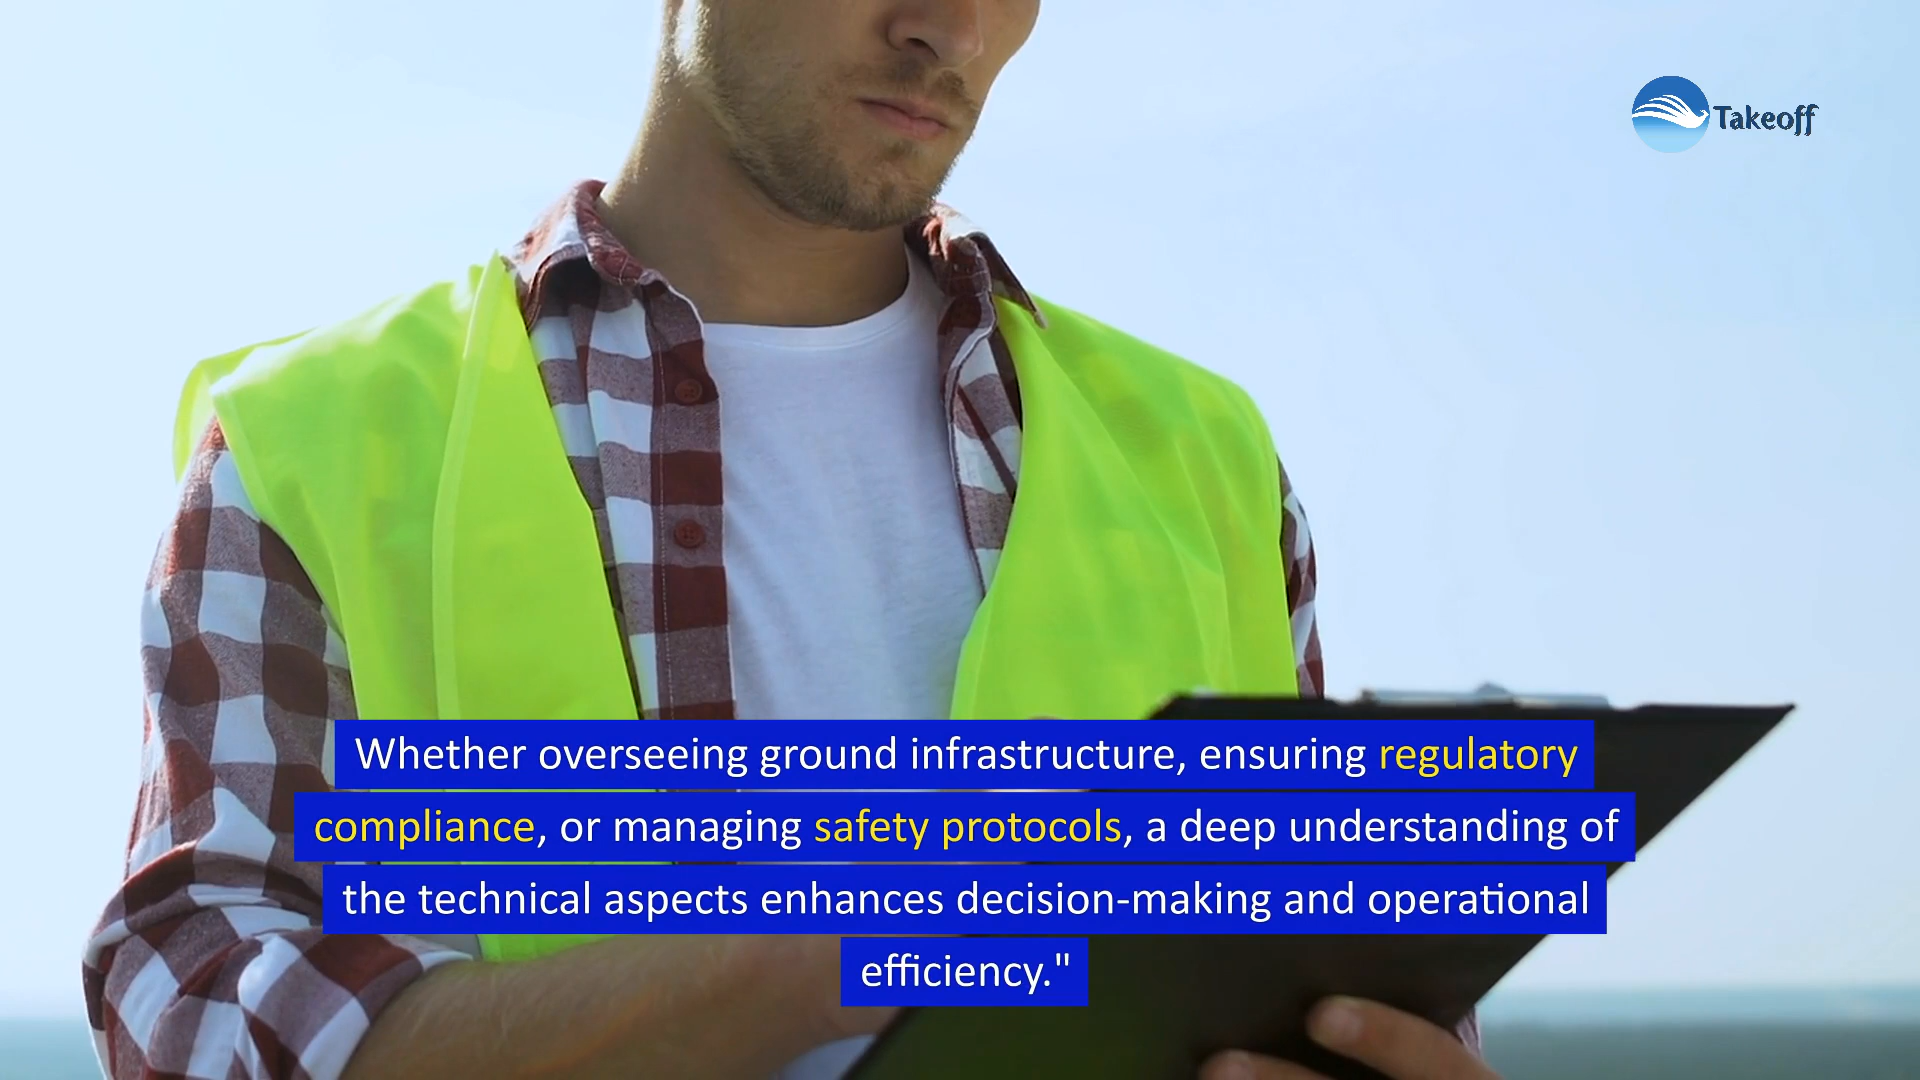 Takeoff
Whether overseeing ground infrastructure, ensuring regulatory
compliance, or managing safety protocols, a deep understanding of
the technical aspects enhances decision-making and operational
efficiency."